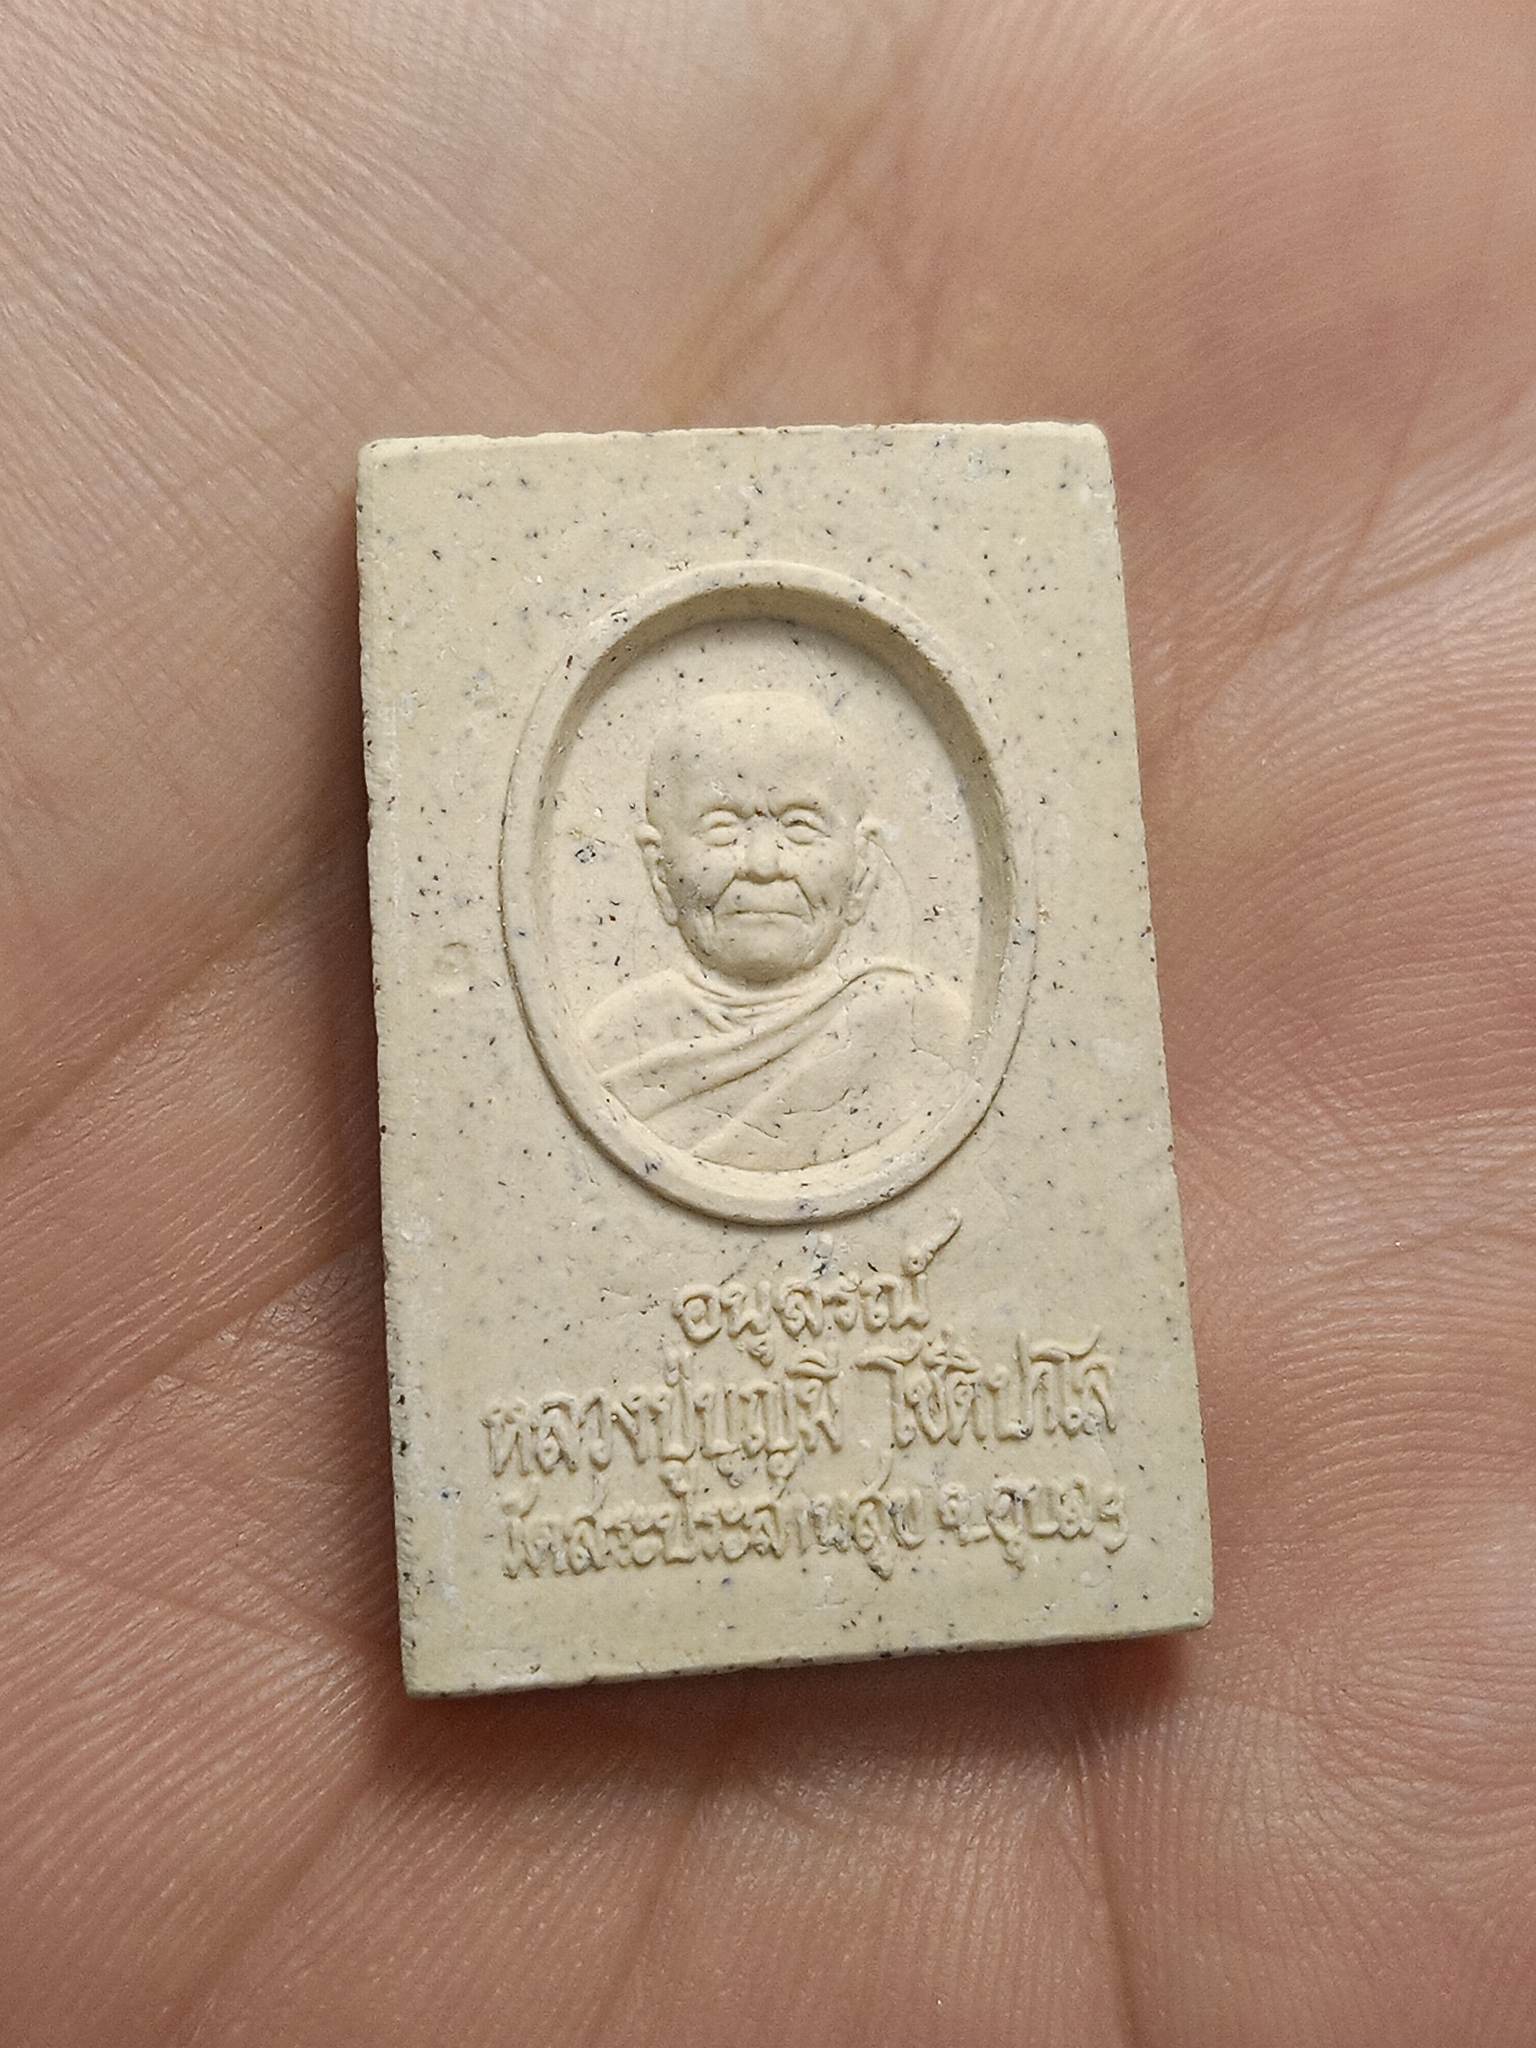 อนุสรณ์
หลวงปู่บุญมี โชติปาโล
วัดสระประสานสุข จ.อุบลฯ